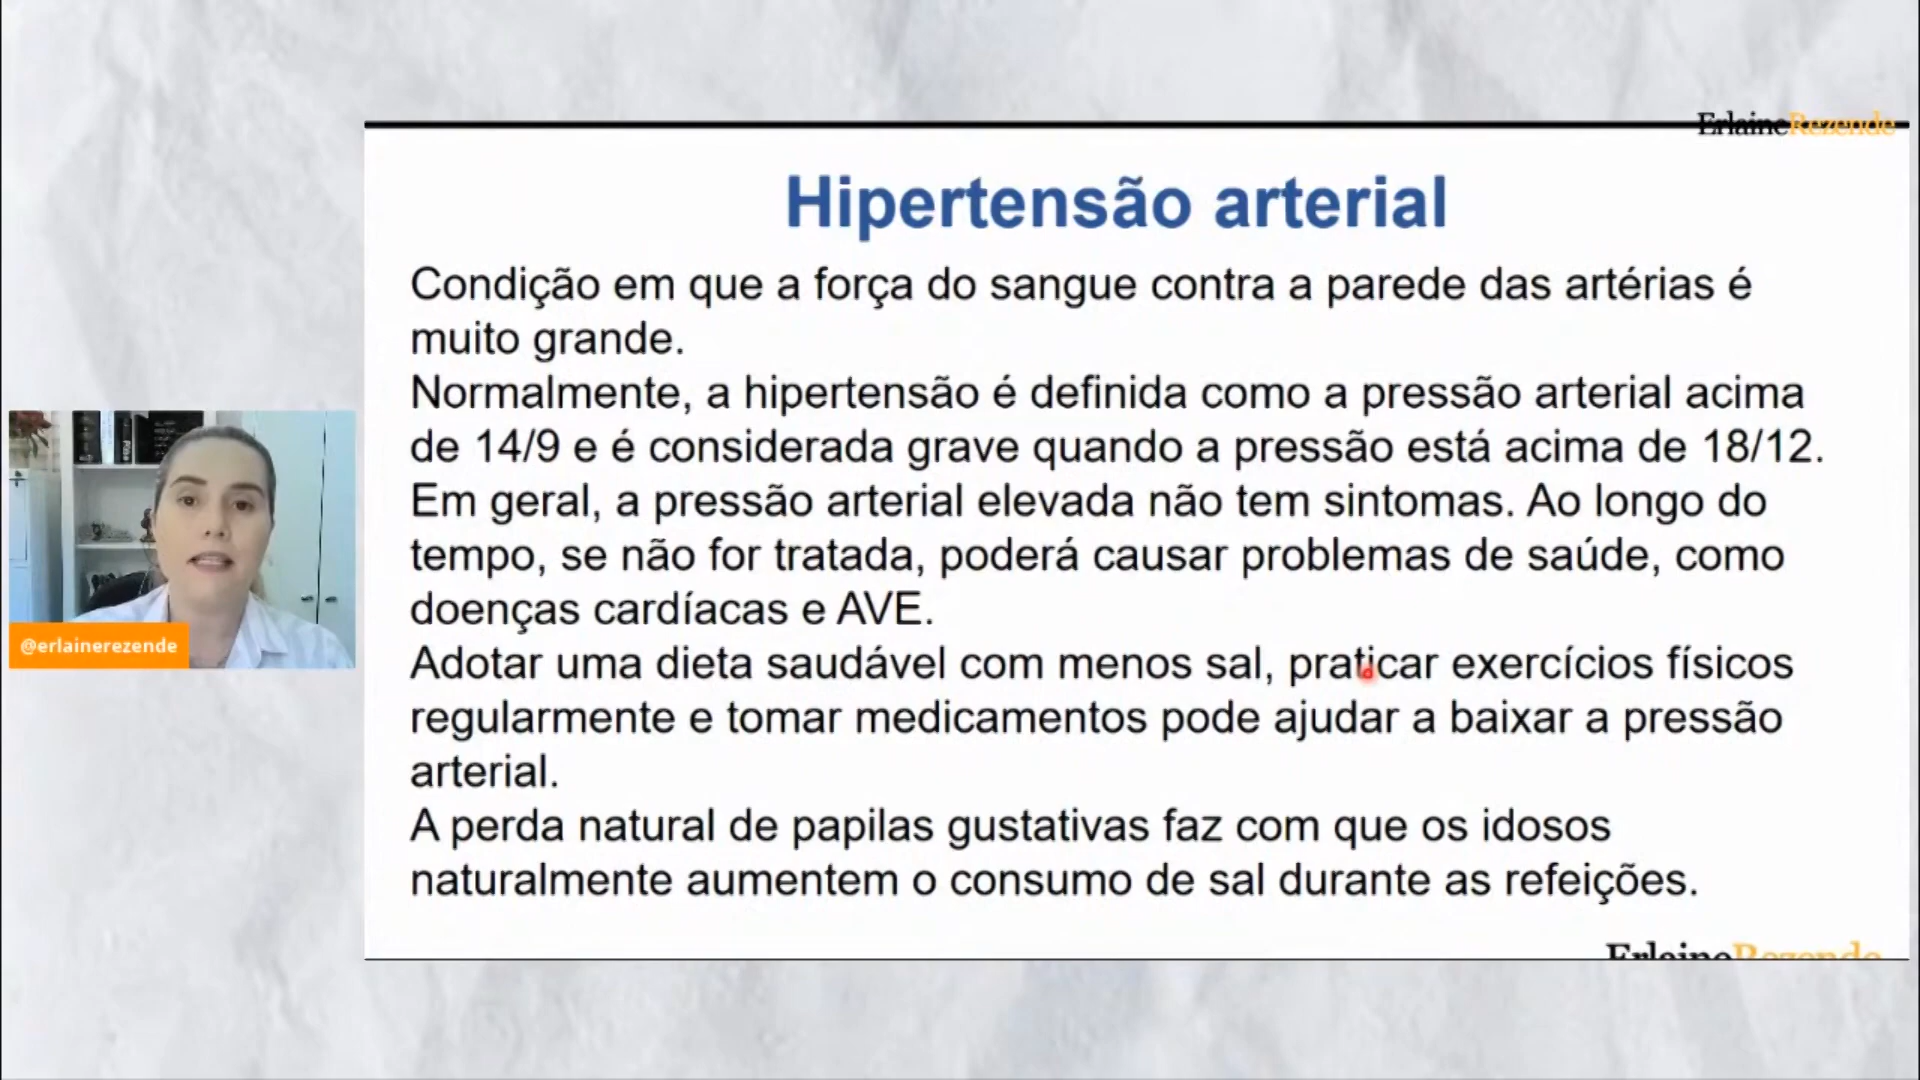 ErlaineRezende
Hipertensão arterial
Condição em que a força do sangue contra a parede das artérias é
muito grande.
Normalmente, a hipertensão é definida como a pressão arterial acima
de 14/9 e é considerada grave quando a pressão está acima de 18/12.
Em geral, a pressão arterial elevada não tem sintomas. Ao longo do
tempo, se não for tratada, poderá causar problemas de saúde, como
doenças cardíacas e AVE.
Adotar uma dieta saudável com menos sal, praticar exercícios físicos
regularmente e tomar medicamentos pode ajudar a baixar a pressão
arterial.
A perda natural de papilas gustativas faz com que os idosos
naturalmente aumentem o consumo de sal durante as refeições.
ErlaineRezende
@erlainerezende